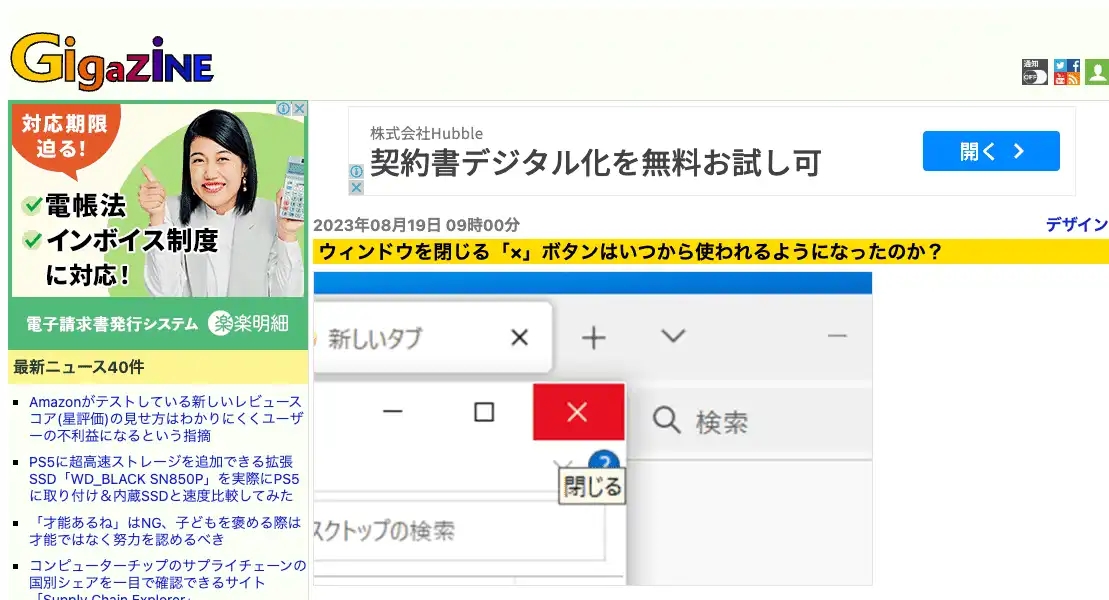 GigaZiNE
通知
OFF
対応期限
迫る!
電帳法
インボイス制度
に対応!
電子請求書発行システム 楽楽明細
株式会社Hubble
契約書デジタル化を無料お試し可
開く
2023年08月19日 09時00分
デザイン
ウィンドウを閉じる「×」ボタンはいつから使われるようになったのか?
新しいタブ
検索
閉じる
スクトップの検索
最新ニュース40件
Amazonがテストしている新しいレビュース
コア(星評価)の見せ方はわかりにくくユーザ
ーの不利益になるという指摘
PS5に超高速ストレージを追加できる拡張
SSD「WD_BLACK SN850P」を実際にPS5
に取り付け&内蔵SSDと速度比較してみた
「才能あるね」はNG、子どもを褒める際は
才能ではなく努力を認めるべき
コンピューターチップのサプライチェーンの
国別シェアを一目で確認できるサイト
「Supply Chain Explorer」